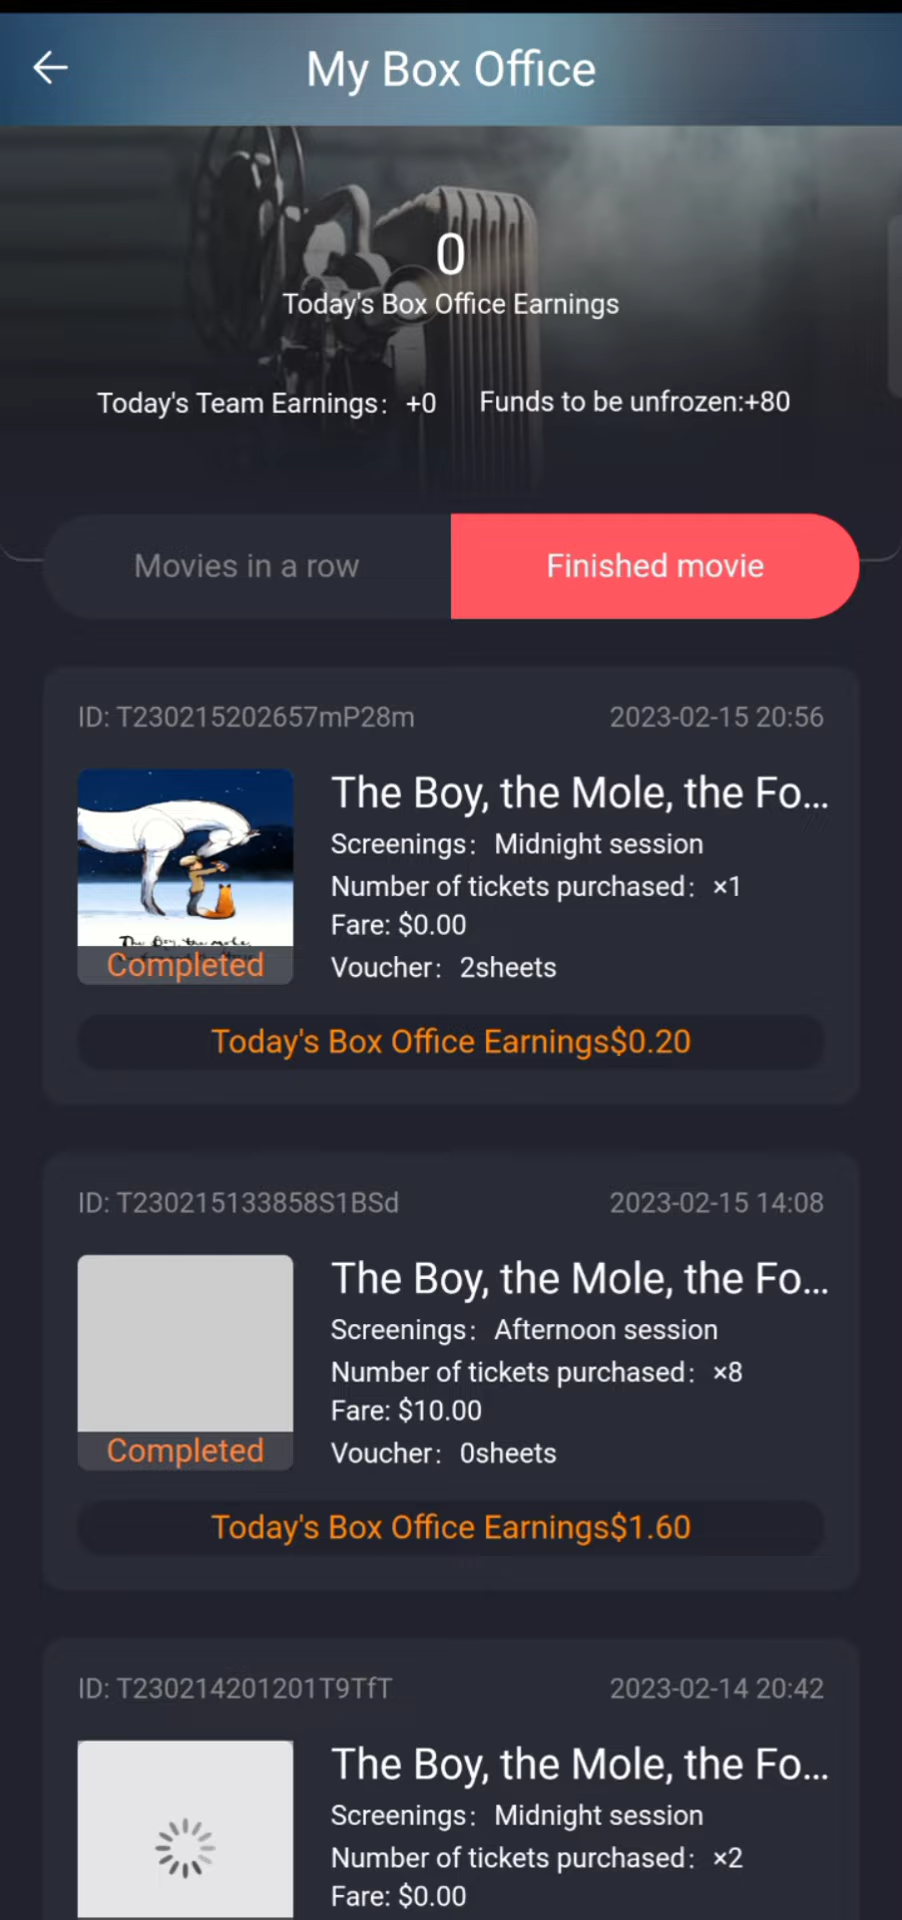 My Box Office
0
Today's Box Office Earnings
Today's Team Earnings: +0 Funds to be unfrozen:+80
Movies in a row Finished movie
ID: T230215202657mP28m 2023-02-15 20:56
The Boy, the Mole, the Fo...
Screenings: Midnight session
Number of tickets purchased: ×1
Fare: $0.00
Voucher: 2sheets
The Boy, the mole,
Completed
Today's Box Office Earnings$0.20
ID: T230215133858S1BSd 2023-02-15 14:08
The Boy, the Mole, the Fo...
Screenings: Afternoon session
Number of tickets purchased: ×8
Fare: $10.00
Voucher: 0sheets
Completed
Today's Box Office Earnings$1.60
ID: T230214201201T9TfT 2023-02-14 20:42
The Boy, the Mole, the Fo...
Screenings: Midnight session
Number of tickets purchased: ×2
Fare: $0.00